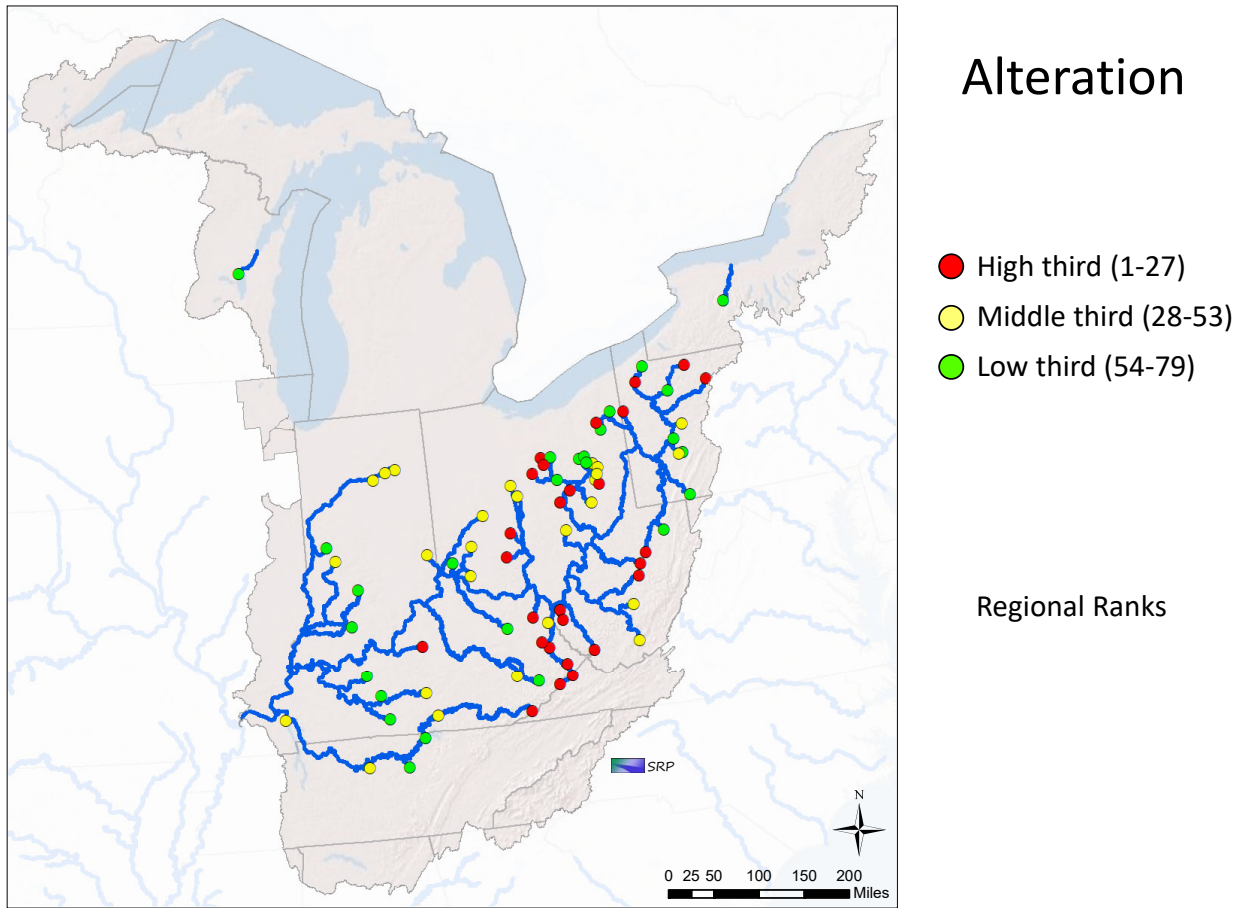 Alteration
High third (1-27)
Middle third (28-53)
Low third (54-79)
Regional Ranks
SRP
N
0 25 50 100 150 200
Miles